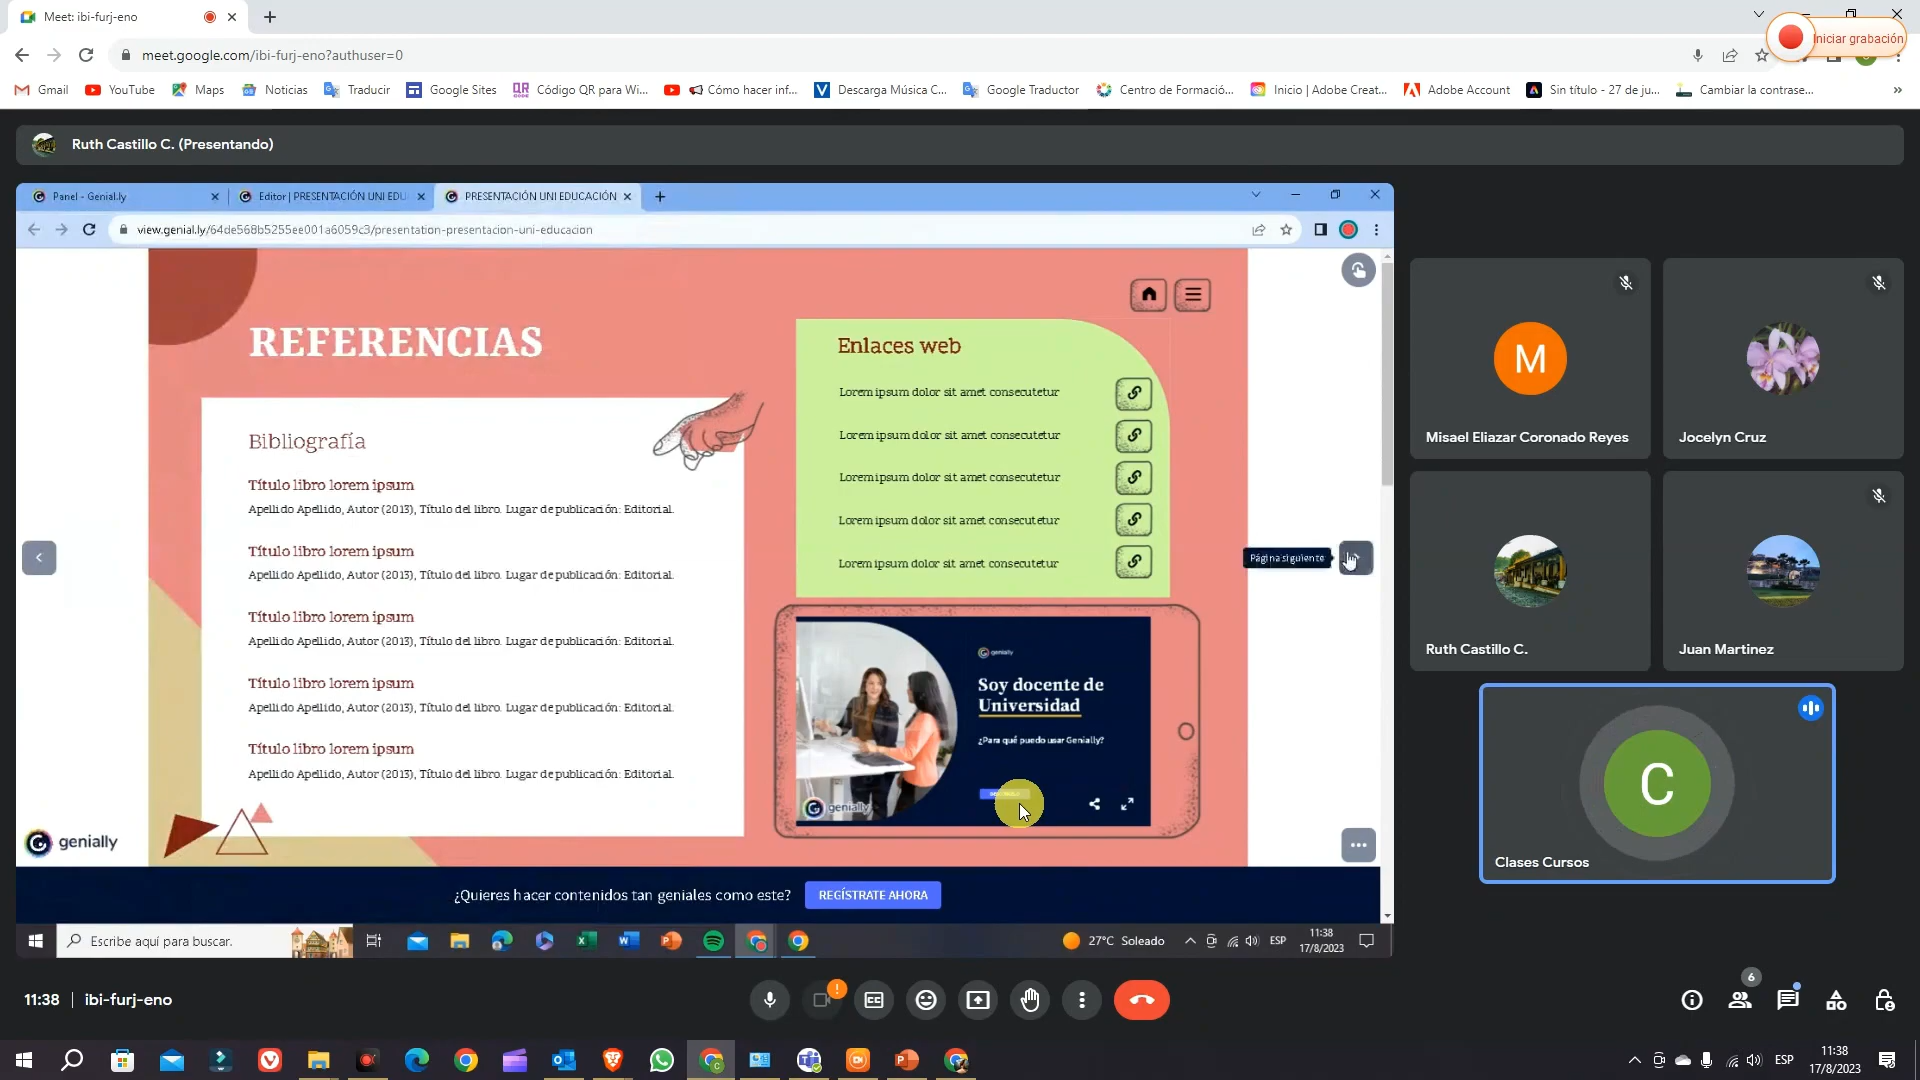 Meet: ibi-furj-eno
Iniciar grabación
meet.google.com/ibi-furj-eno?authuser=0
Gmail YouTube Maps Noticias Traducir Google Sites Código QR para Wi... Cómo hacer inf... Descarga Música C... Google Traductor Centro de Formació... Inicio | Adobe Creat... Adobe Account Sin título - 27 de ju... Cambiar la contrase... »
Ruth Castillo C. (Presentando)
Panel - Genial.ly Editor | PRESENTACIÓN UNI EDU PRESENTACIÓN UNI EDUCACIÓN
view.genial.ly/64de568b5255ee001a6059c3/presentation-presentacion-uni-educacion
REFERENCIAS
Bibliografía
Título libro lorem ipsum
Apellido Apellido, Autor (2013), Título del libro. Lugar de publicación: Editorial.
Título libro lorem ipsum
Apellido Apellido, Autor (2013), Título del libro. Lugar de publicación: Editorial.
Título libro lorem ipsum
Apellido Apellido, Autor (2013), Título del libro. Lugar de publicación: Editorial.
Título libro lorem ipsum
Apellido Apellido, Autor (2013), Título del libro. Lugar de publicación: Editorial.
Título libro lorem ipsum
Apellido Apellido, Autor (2013), Título del libro. Lugar de publicación: Editorial.
Enlaces web
Lorem ipsum dolor sit amet consecutetur
Lorem ipsum dolor sit amet consecutetur
Lorem ipsum dolor sit amet consecutetur
Lorem ipsum dolor sit amet consecutetur
Lorem ipsum dolor sit amet consecutetur
Página siguiente
genially
Soy docente de
Universidad
¿Para qué puedo usar Genially?
genially
genially
¿Quieres hacer contenidos tan geniales como este? REGÍSTRATE AHORA
Escribe aquí para buscar.
27°C Soleado ESP 11:38
17/8/2023
M
Misael Eliazar Coronado Reyes
Jocelyn Cruz
Ruth Castillo C.
Juan Martinez
C
Clases Cursos
11:38 | ibi-furj-eno
6
ESP 11:38
17/8/2023